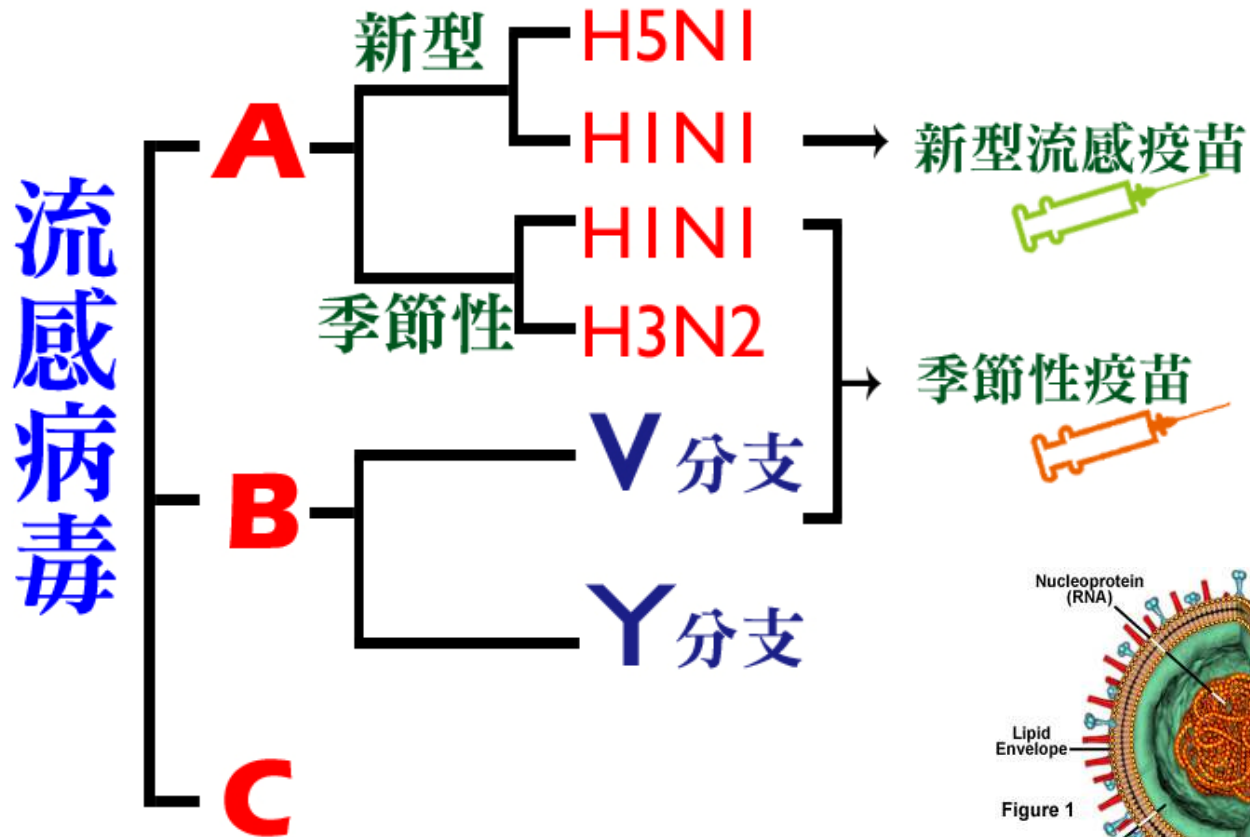 流感病毒
A
新型
H5N1
H1N1
新型流感疫苗
季節性
H1N1
H3N2
季節性疫苗
B
V分支
Y分支
C
Nucleoprotein
(RNA)
Lipid
Envelope
Figure 1